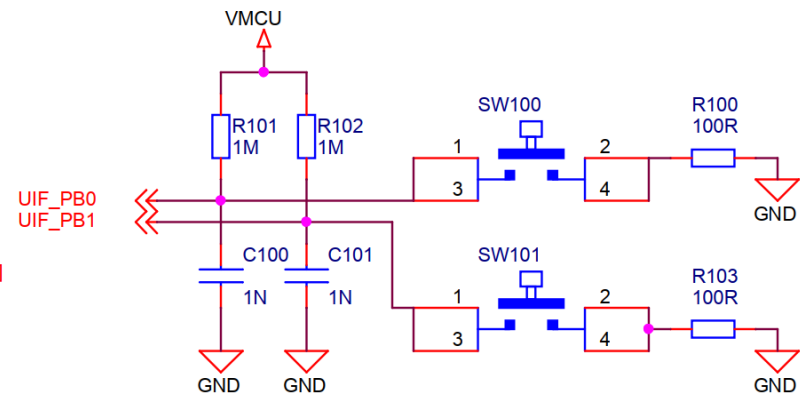 VMCU
SW100
R100
100R
R101
1M
R102
1M
1
2
3
4
UIF_PB0
UIF_PB1
GND
C100
1N
C101
1N
SW101
R103
100R
1
2
3
4
GND
GND
GND